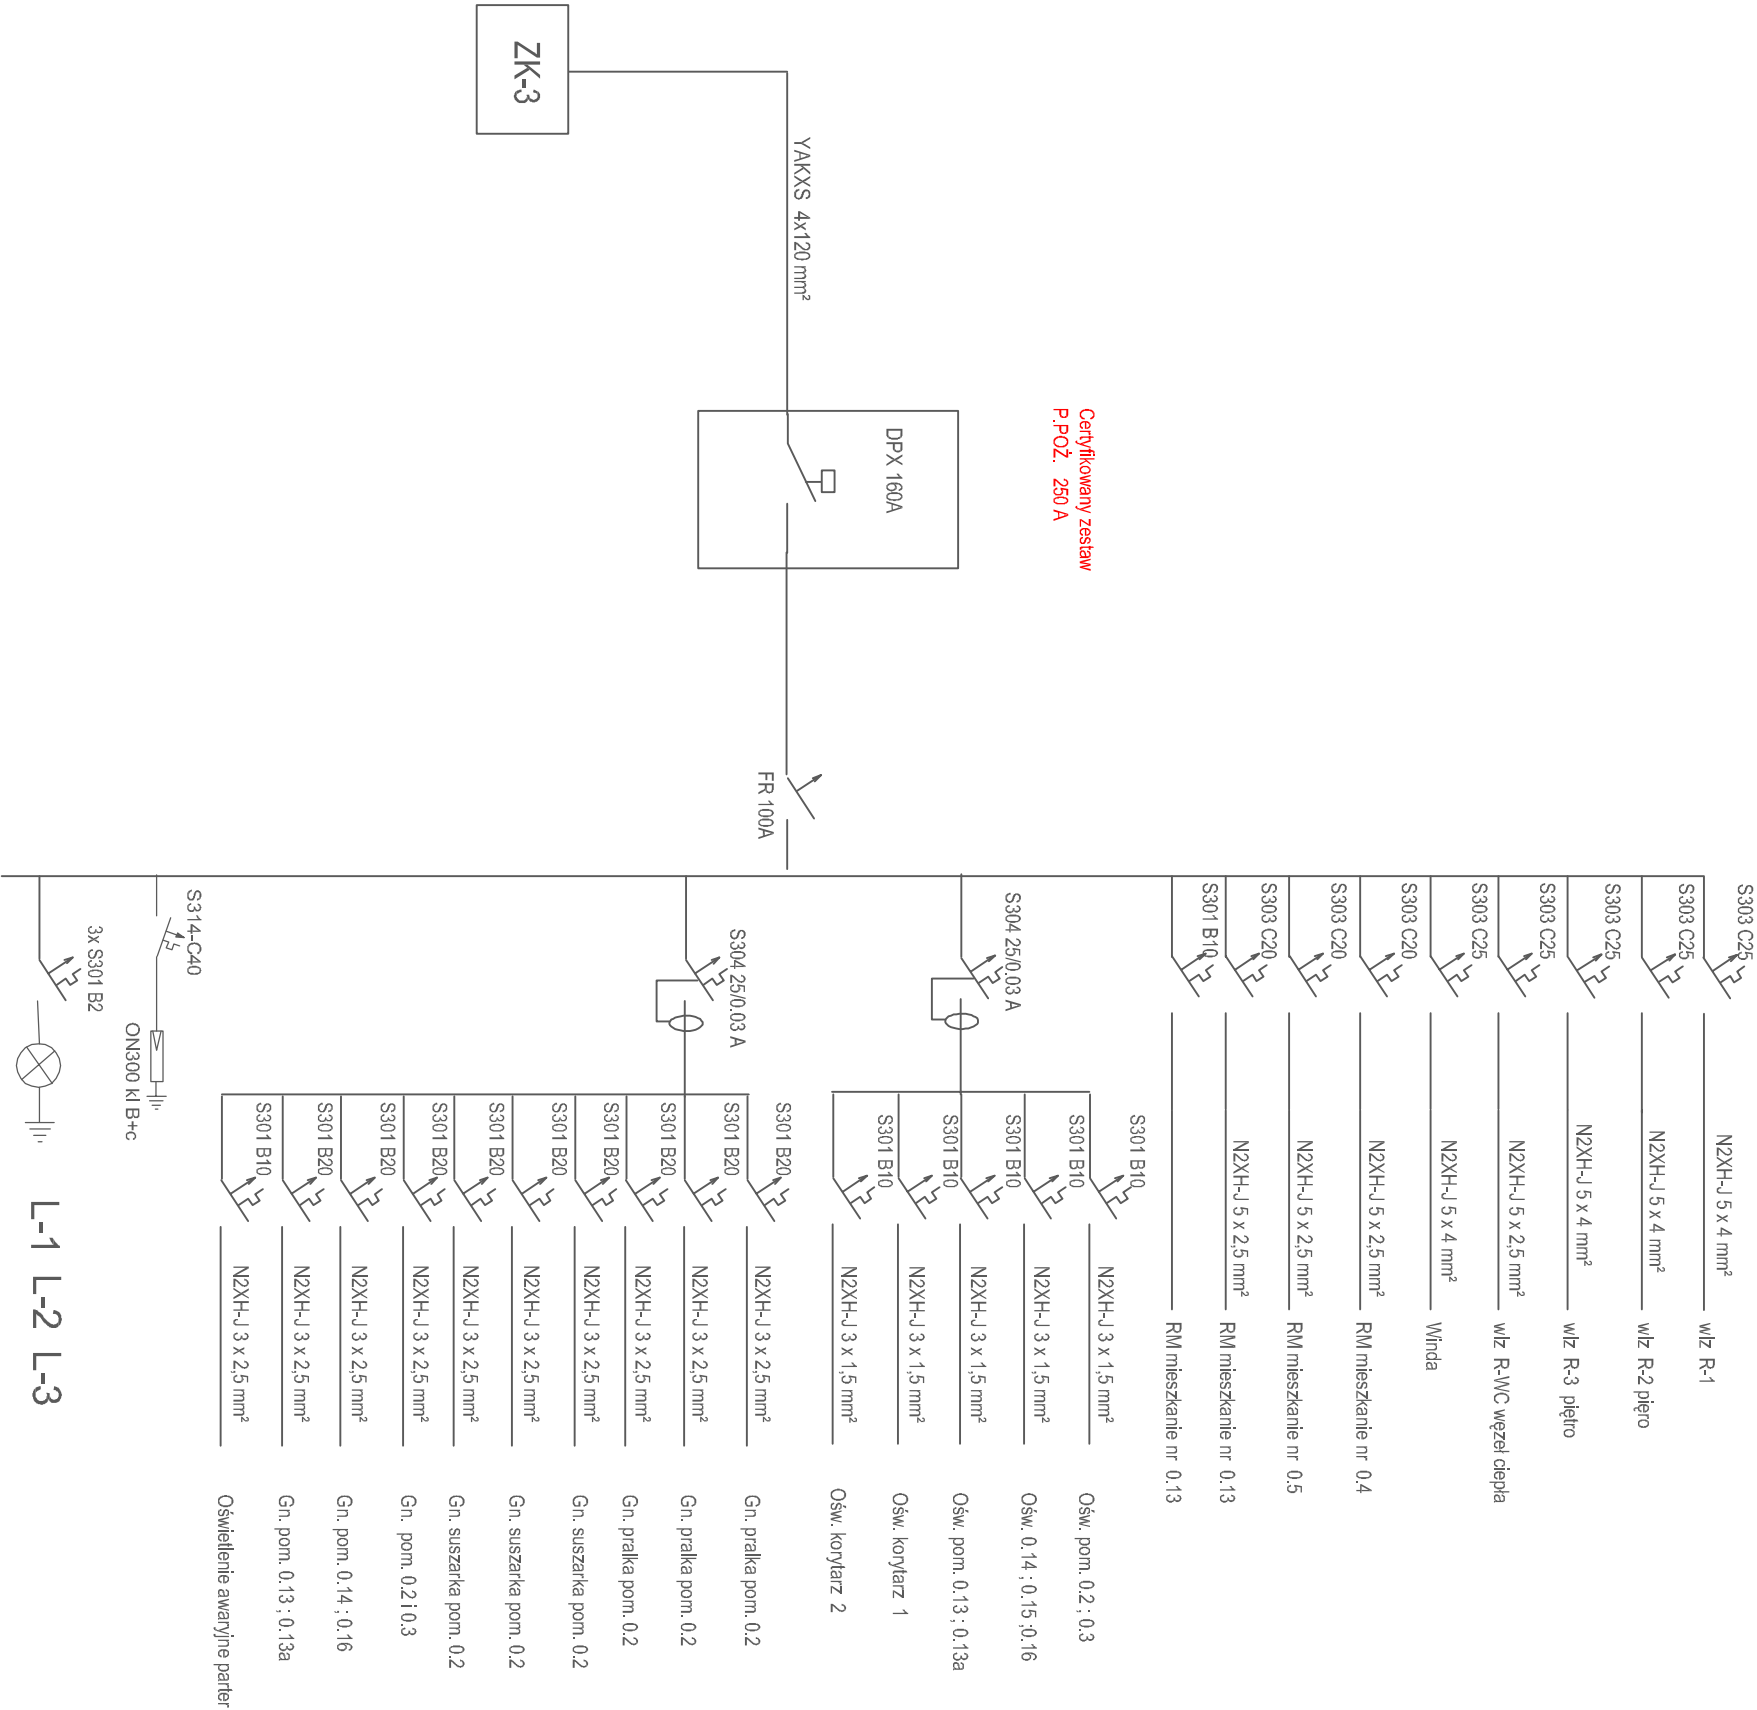 ZK-3
YAKXS 4x120 mm²
Certyfikowany zestaw
P.POŻ. 250 A
DPX 160A
FR 100A
S303 C25
N2XH-J 5 x 4 mm²
wlz R-1
S303 C25
N2XH-J 5 x 4 mm²
wlz R-2 pięro
S303 C25
N2XH-J 5 x 4 mm²
wlz R-3 piętro
S303 C25
N2XH-J 5 x 2,5 mm²
wlz R-WC węzeł ciepła
S303 C25
N2XH-J 5 x 4 mm²
Winda
S303 C20
N2XH-J 5 x 2,5 mm²
RM mieszkanie nr 0.4
S303 C20
N2XH-J 5 x 2,5 mm²
RM mieszkanie nr 0.5
S303 C20
N2XH-J 5 x 2,5 mm²
RM mieszkanie nr 0.13
S301 B10
RM mieszkanie nr 0.13
S304 25/0.03 A
S301 B10
N2XH-J 3 x 1,5 mm²
Ośw. pom. 0.2 ; 0.3
S301 B10
N2XH-J 3 x 1,5 mm²
Ośw. 0.14 ; 0.15 ;0.16
S301 B10
N2XH-J 3 x 1,5 mm²
Ośw. pom. 0.13 ; 0.13a
S301 B10
N2XH-J 3 x 1,5 mm²
Ośw. korytarz 1
S301 B10
N2XH-J 3 x 1,5 mm²
Ośw. korytarz 2
S304 25/0.03 A
S301 B20
N2XH-J 3 x 2,5 mm²
Gn. pralka pom. 0.2
S301 B20
N2XH-J 3 x 2,5 mm²
Gn. pralka pom. 0.2
S301 B20
N2XH-J 3 x 2,5 mm²
Gn. pralka pom. 0.2
S301 B20
N2XH-J 3 x 2,5 mm²
Gn. suszarka pom. 0.2
S301 B20
N2XH-J 3 x 2,5 mm²
Gn. suszarka pom. 0.2
S301 B20
N2XH-J 3 x 2,5 mm²
Gn. suszarka pom. 0.2
S301 B20
N2XH-J 3 x 2,5 mm²
Gn. pom. 0.2 i 0.3
S301 B20
N2XH-J 3 x 2,5 mm²
Gn. pom. 0.14 ; 0.16
S301 B20
N2XH-J 3 x 2,5 mm²
Gn. pom. 0.13 ; 0.13a
S301 B10
N2XH-J 3 x 2,5 mm²
Oświetlenie awaryjne parter
S314-C40
ON300 kl B+c
3x S301 B2
L-1 L-2 L-3